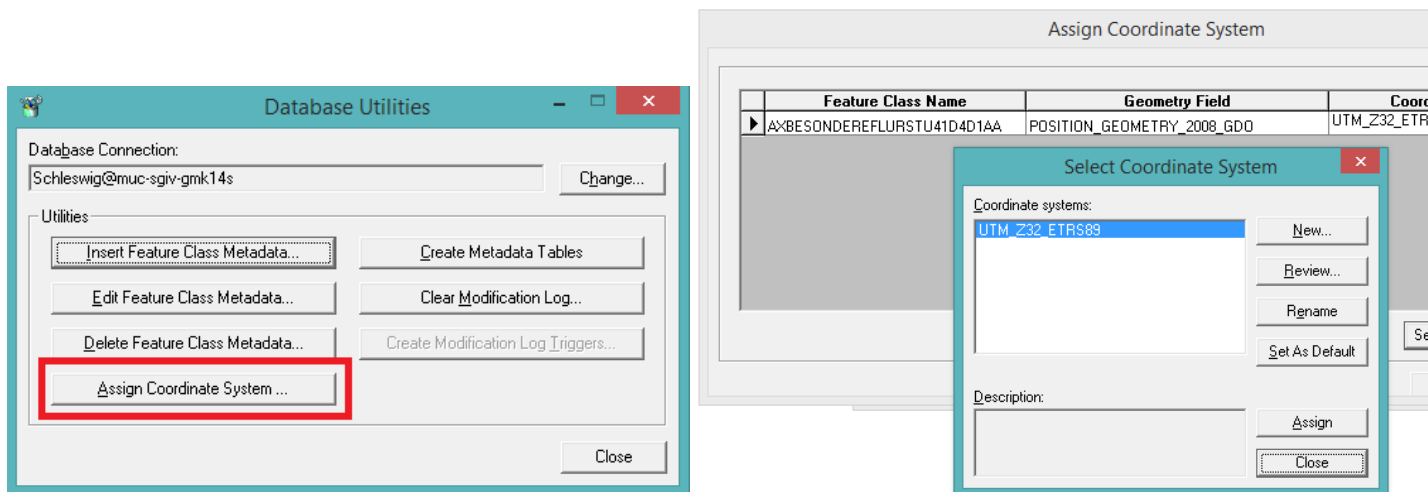 Database Utilities
Database Connection:
Schleswig@muc-sgiv-gmk14s
Change...
Utilities
Insert Feature Class Metadata...
Create Metadata Tables
Edit Feature Class Metadata...
Clear Modification Log...
Delete Feature Class Metadata...
Create Modification Log Triggers...
Assign Coordinate System ...
Close
Assign Coordinate System
Feature Class Name
Geometry Field
Coord
AXBESONDEREFLURSTU41D4D1AA
POSITION_GEOMETRY_2008_GDO
UTM_Z32_ETR
Se
Select Coordinate System
Coordinate systems:
UTM_Z32_ETRS89
New...
Review...
Rename
Set As Default
Description:
Assign
Close